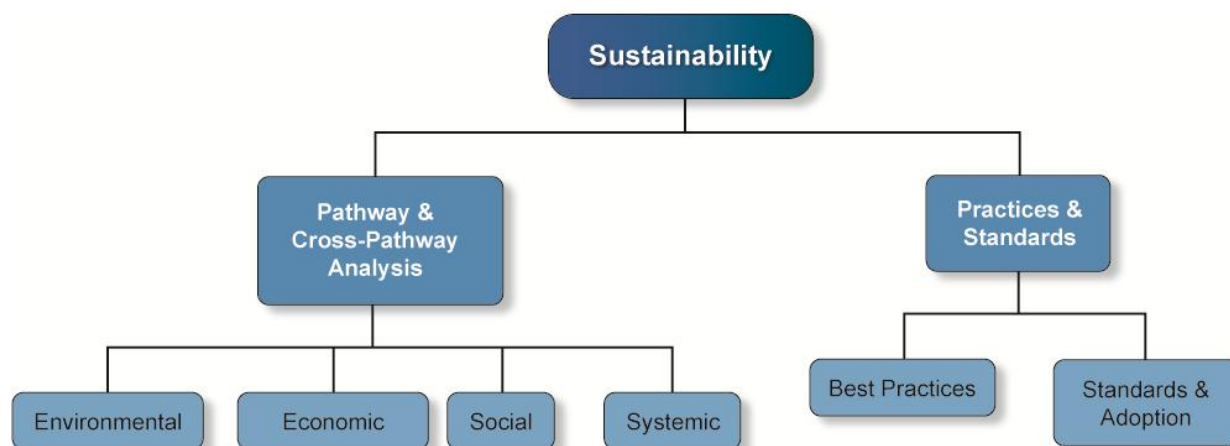 Sustainability
Pathway &
Cross-Pathway
Analysis
Practices &
Standards
Environmental
Economic
Social
Systemic
Best Practices
Standards &
Adoption